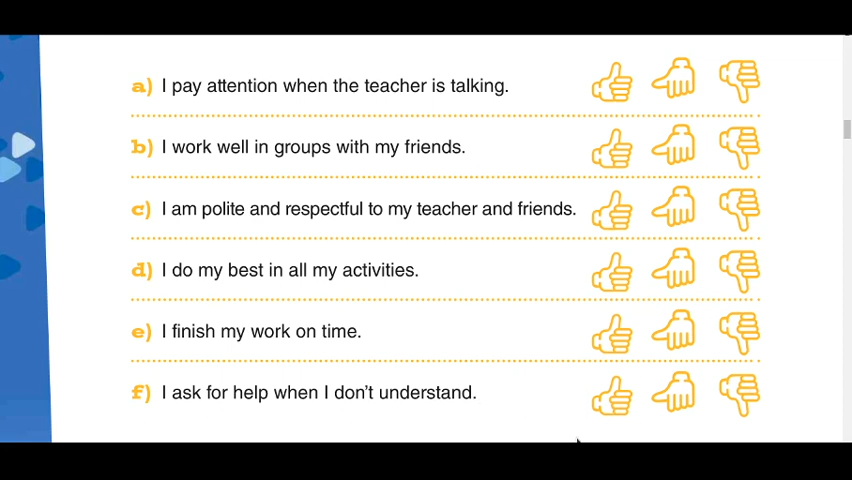 a) I pay attention when the teacher is talking.
b) I work well in groups with my friends.
c) I am polite and respectful to my teacher and friends.
d) I do my best in all my activities.
e) I finish my work on time.
f) I ask for help when I don’t understand.